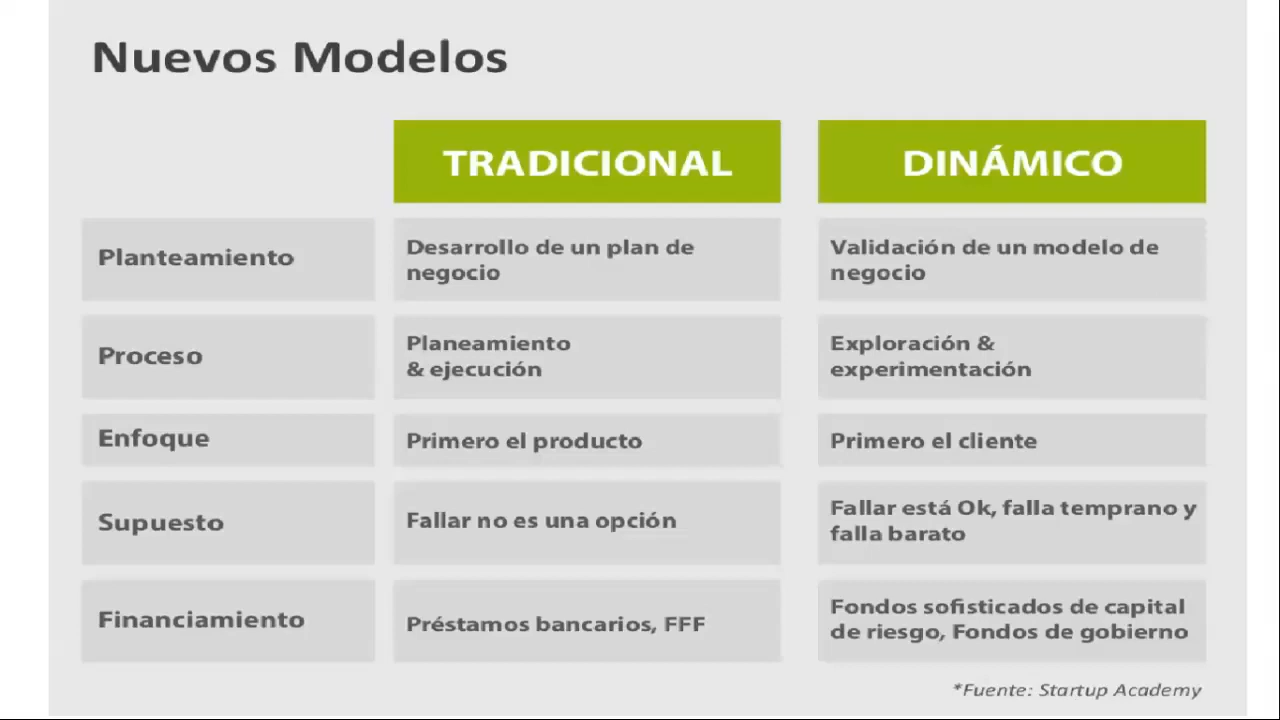 Nuevos Modelos
TRADICIONAL
DINÁMICO
Planteamiento
Desarrollo de un plan de
negocio
Validación de un modelo de
negocio
Proceso
Planeamiento
& ejecución
Exploración &
experimentación
Enfoque
Primero el producto
Primero el cliente
Supuesto
Fallar no es una opción
Fallar está Ok, falla temprano y
falla barato
Financiamiento
Préstamos bancarios, FFF
Fondos sofisticados de capital
de riesgo, Fondos de gobierno
*Fuente: Startup Academy